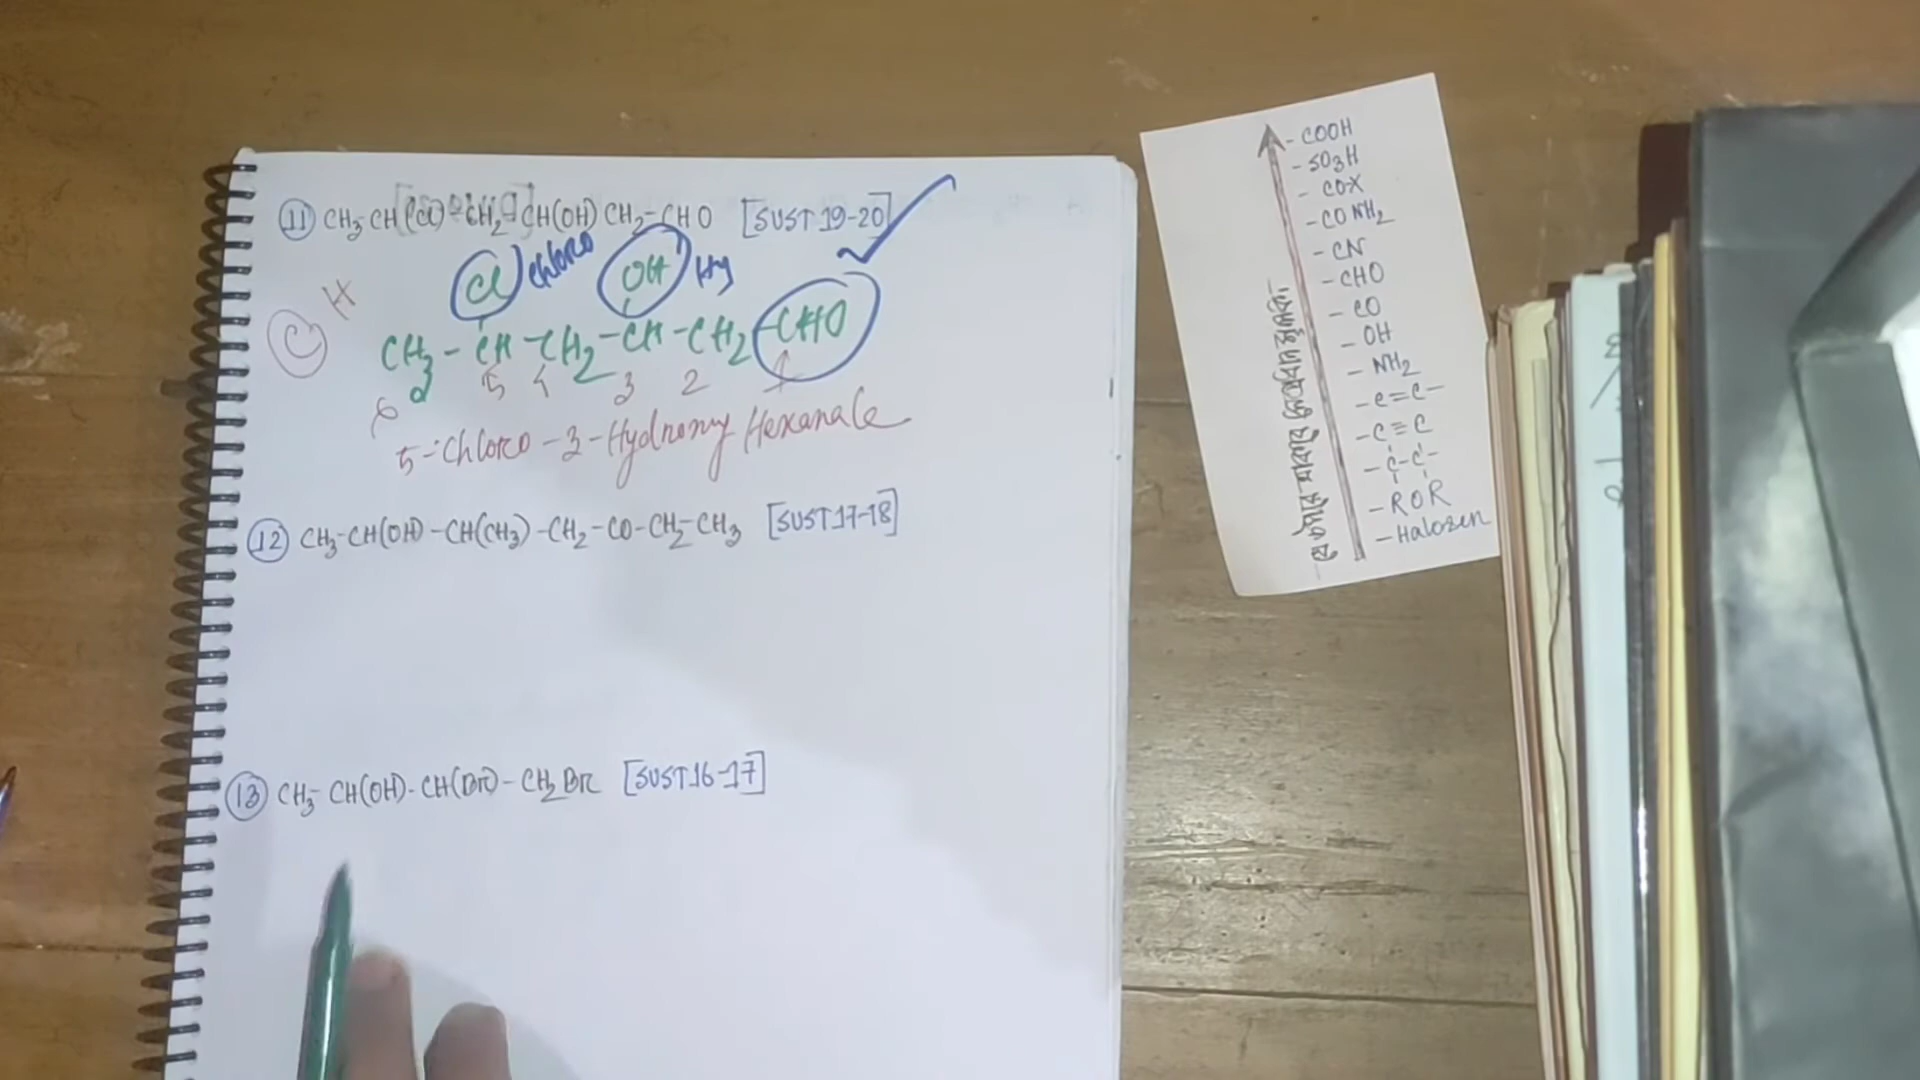 11 CH₃-CH(Cl)-CH₂-CH(OH) CH₂-CHO [SUST 19-20]
Cl chloro OH Hy
C H
CH₃ - CH - CH₂ - CH - CH₂ - CHO
6 5 4 3 2 1
5-Chloro-3-Hydroxy Hexanale
12 CH₃-CH(OH)-CH(CH₃)-CH₂-CO-CH₂-CH₃ [SUST 17-18]
13 CH₃-CH(OH)-CH(Br)-CH₂Br [SUST 16-17]
- COOH
- SO₃H
- COX
- CONH₂
- CN
- CHO
- CO
- OH
- NH₂
- C=C-
- C≡C
- C-C-
- ROR
- Halozen